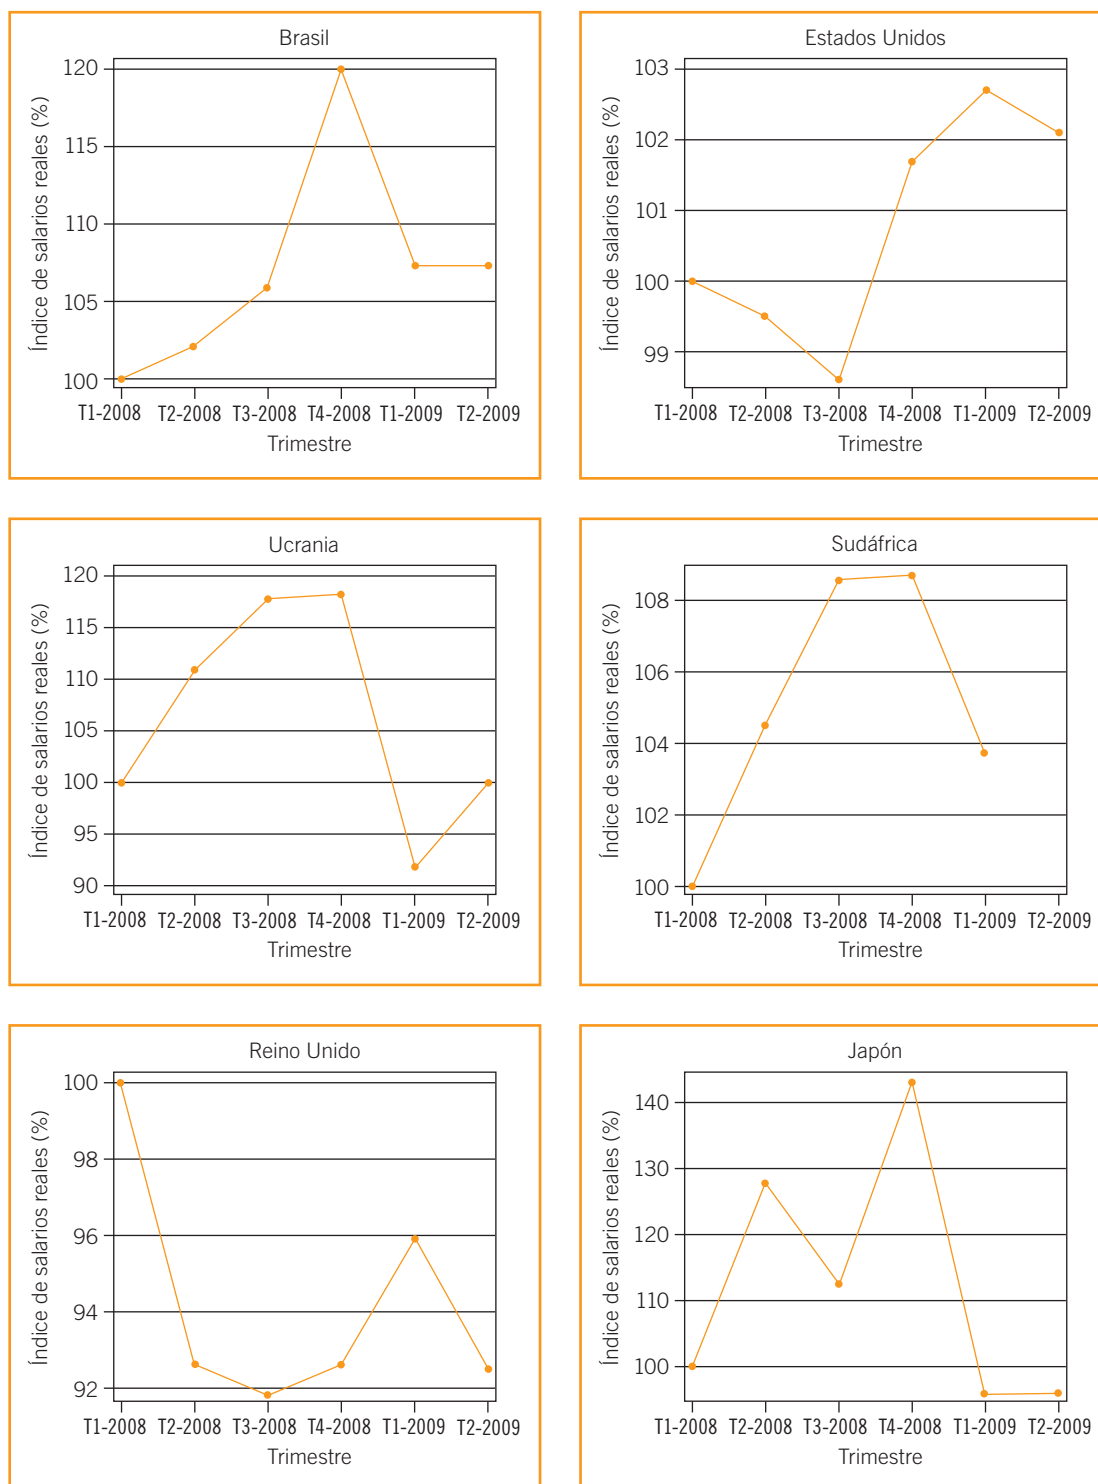 Brasil
Índice de salarios reales (%)
120
115
110
105
100
T1-2008 T2-2008 T3-2008 T4-2008 T1-2009 T2-2009
Trimestre
Estados Unidos
Índice de salarios reales (%)
103
102
101
100
99
T1-2008 T2-2008 T3-2008 T4-2008 T1-2009 T2-2009
Trimestre
Ucrania
Índice de salarios reales (%)
120
115
110
105
100
95
90
T1-2008 T2-2008 T3-2008 T4-2008 T1-2009 T2-2009
Trimestre
Sudáfrica
Índice de salarios reales (%)
108
106
104
102
100
T1-2008 T2-2008 T3-2008 T4-2008 T1-2009 T2-2009
Trimestre
Reino Unido
Índice de salarios reales (%)
100
98
96
94
92
T1-2008 T2-2008 T3-2008 T4-2008 T1-2009 T2-2009
Trimestre
Japón
Índice de salarios reales (%)
140
130
120
110
100
T1-2008 T2-2008 T3-2008 T4-2008 T1-2009 T2-2009
Trimestre